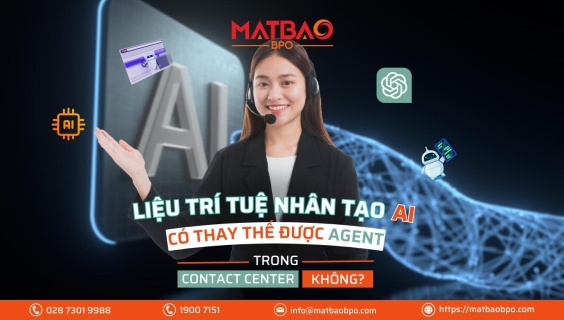 MATBAO
BPO
AI
AI
LIỆU TRÍ TUỆ NHÂN TẠO AI
CÓ THAY THẾ ĐƯỢC AGENT
TRONG
CONTACT CENTER KHÔNG?
028 7301 9988
1900 7151
info@matbaobpo.com
https://matbaobpo.com